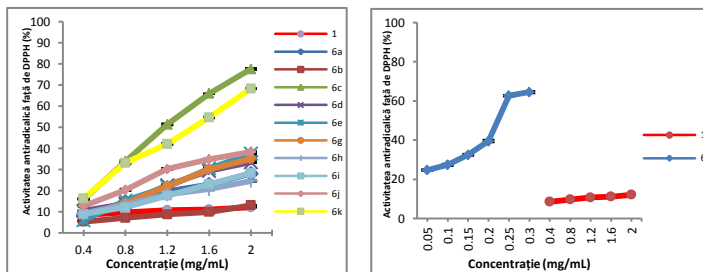 Activitatea antiradicalică față de DPPH (%)
100
90
80
70
60
50
40
30
20
10
0
0.4 0.8 1.2 1.6 2
Concentrație (mg/mL)
1
6a
6b
6c
6d
6e
6g
6h
6i
6j
6k
Activitatea antiradicalică față de DPPH (%)
100
80
60
40
20
0
0.05 0.1 0.15 0.2 0.25 0.3 0.4 0.8 1.2 1.6 2
Concentrație (mg/mL)